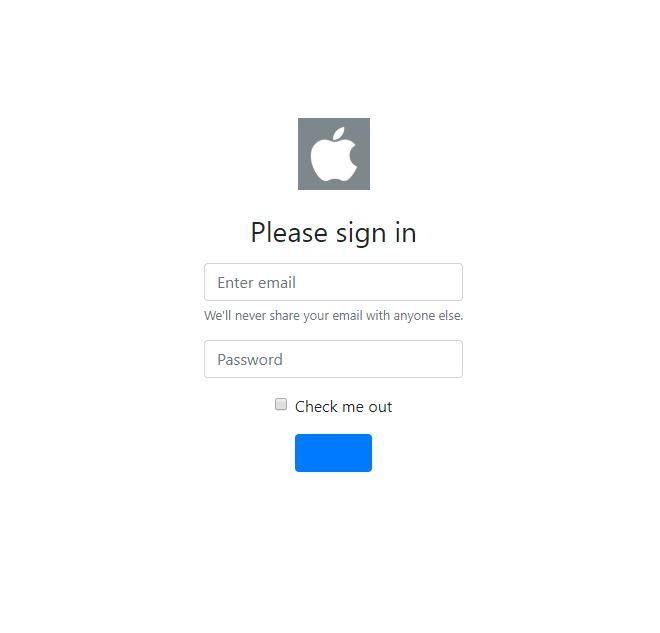 Please sign in
Enter email
We'll never share your email with anyone else.
Password
Check me out